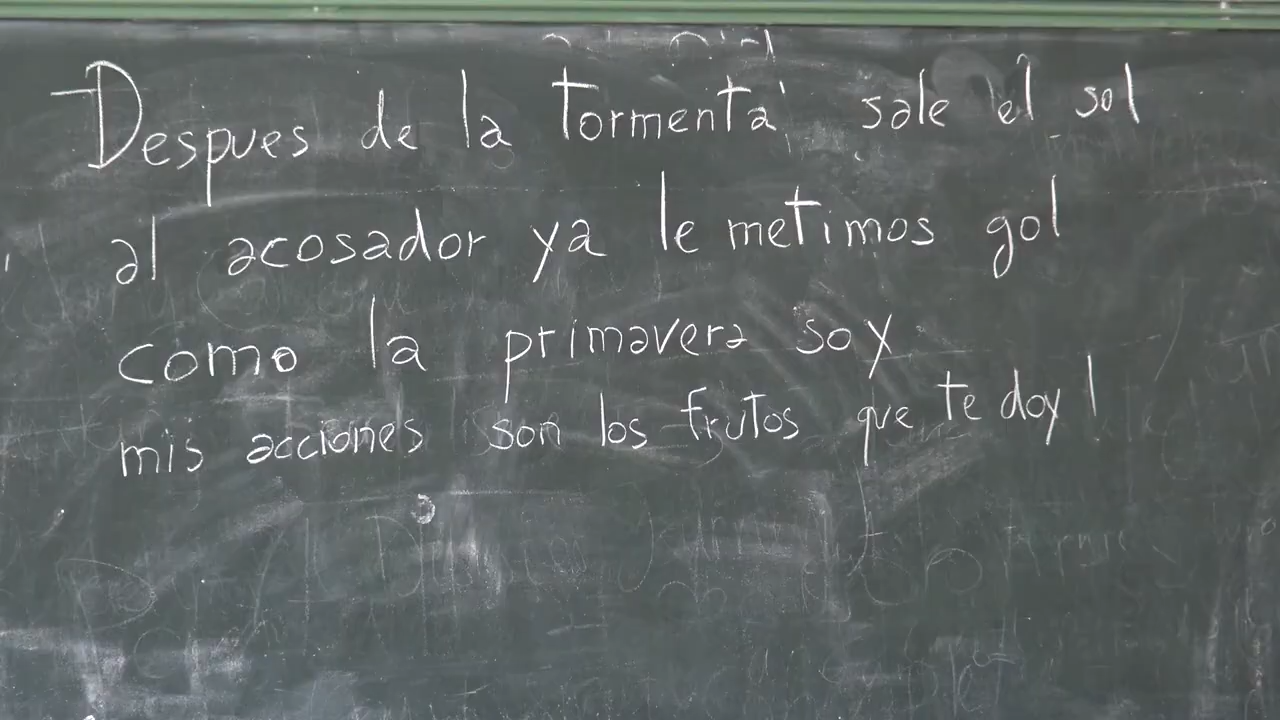 Despues de la tormenta sale el sol
al acosador ya le metimos gol
como la primavera soy
mis acciones son los frutos que te doy!